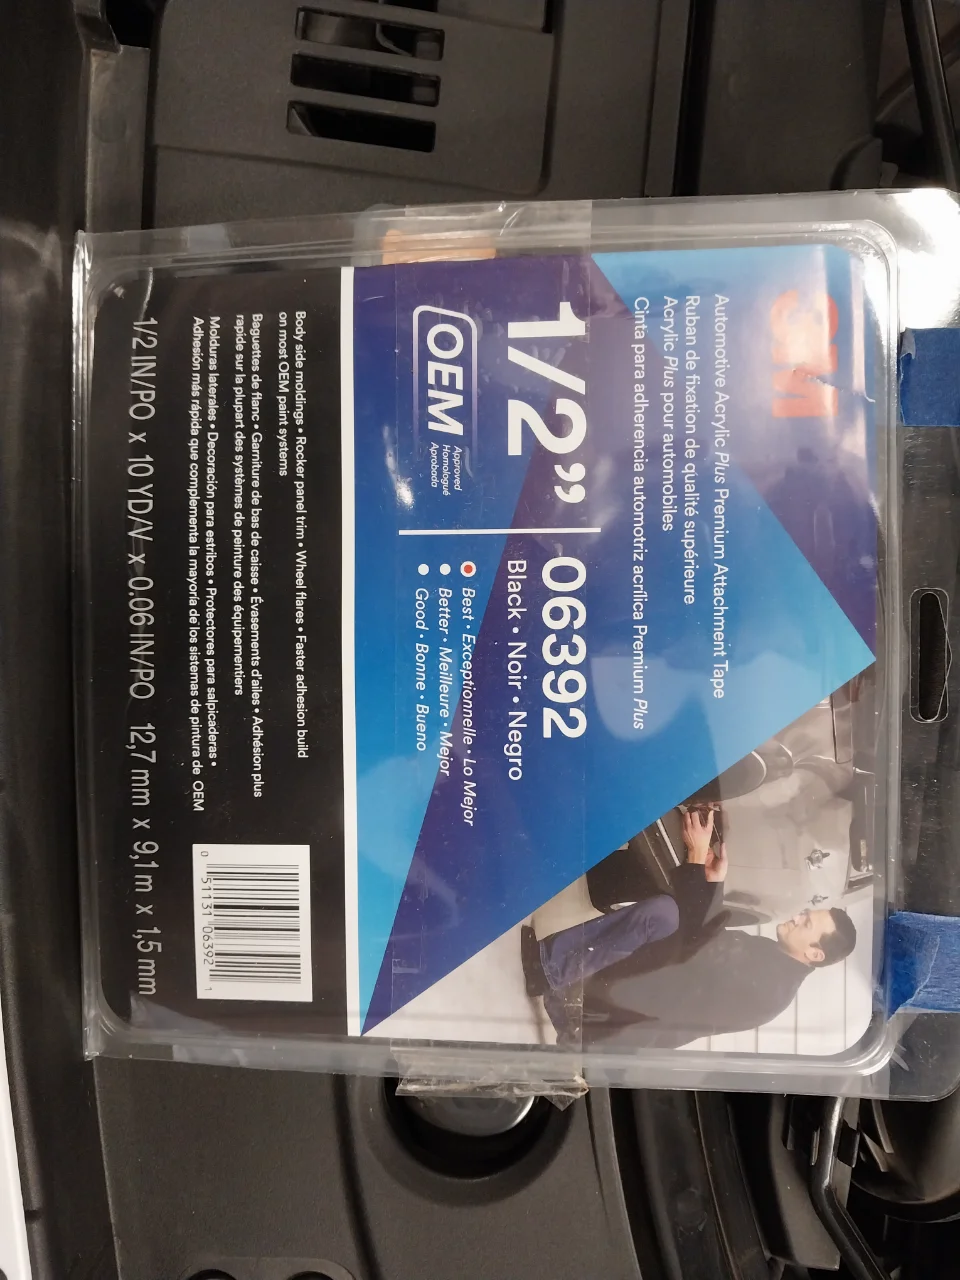 3M
Automotive Acrylic Plus Premium Attachment Tape
Ruban de fixation de qualité supérieure
Acrylic Plus pour automobiles
Cinta para adherencia automotriz acrílica Premium Plus
1/2”
06392
Black • Noir • Negro
OEM
Approved
Homologué
Aprobada
Best • Exceptionnelle • Lo Mejor
Better • Meilleure • Mejor
Good • Bonne • Bueno
Body side moldings • Rocker panel trim • Wheel flares • Faster adhesion build
on most OEM paint systems
Baguettes de flanc • Garniture de bas de caisse • Évasements d'ailes • Adhésion plus
rapide sur la plupart des systèmes de peinture des équipementiers
Molduras laterales • Decoración para estribos • Protectores para salpicaderas •
Adhesión más rápida que complementa la mayoría de los sistemas de pintura de OEM
0 51131 06392 1
1/2 IN/PO x 10 YD/V x 0.06 IN/PO 12,7 mm x 9,1 m x 1,5 mm